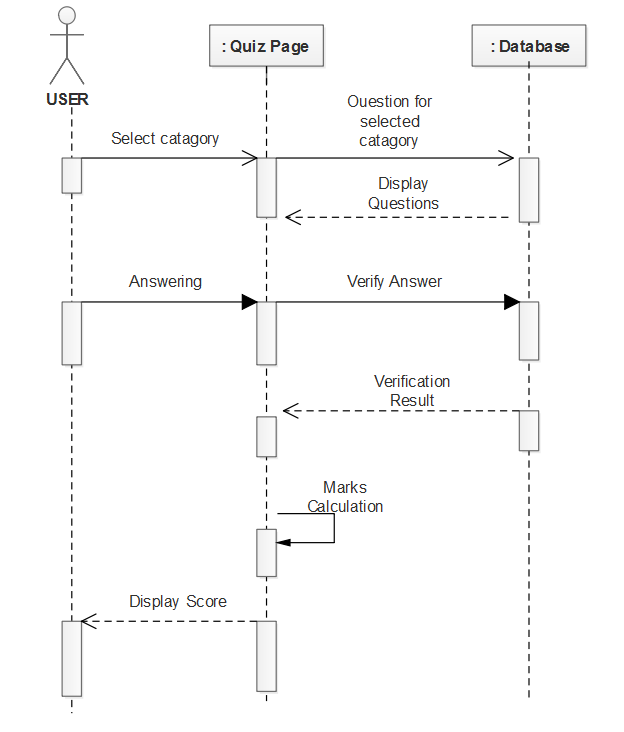 : Quiz Page
: Database
USER
Select catagory
Ouestion for
selected
catagory
Display
Questions
Answering
Verify Answer
Verification
Result
Marks
Calculation
Display Score